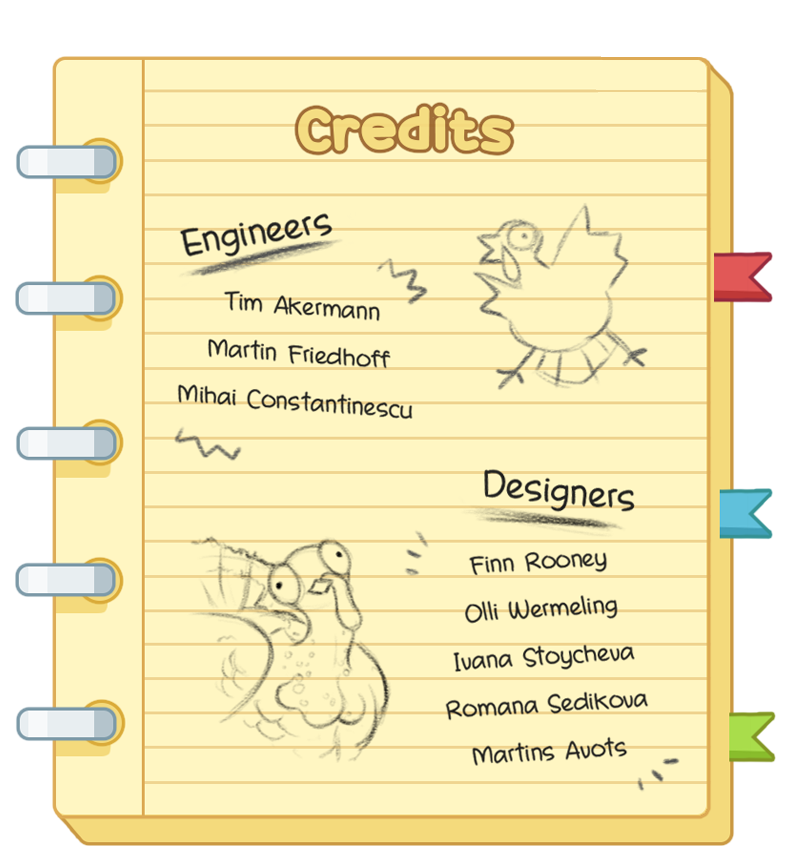 Credits
Engineers
Tim Akermann
Martin Friedhoff
Mihai Constantinescu
Designers
Finn Rooney
Olli Wermeling
Ivana Stoycheva
Romana Sedikova
Martins Avots